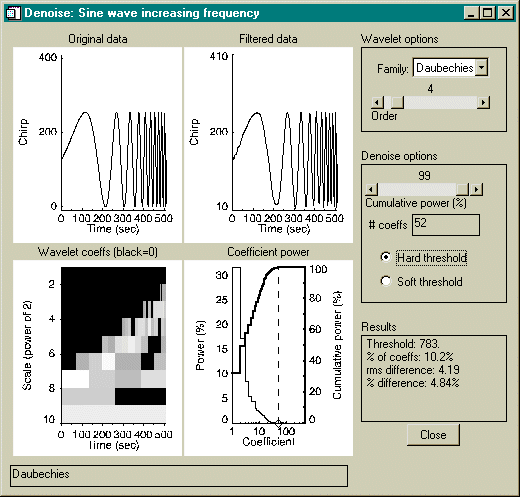 Denoise: Sine wave increasing frequency
Original data
400
200
0
Chirp
0 100 200 300 400 500
Time (sec)
Filtered data
410
210
10
Chirp
0 100 200 300 400 500
Time (sec)
Wavelet coeffs (black=0)
2
4
6
8
10
Scale (power of 2)
0 100 200 300 400 500
Time (sec)
Coefficient power
30
25
20
15
10
5
0
Power (%)
100
80
60
40
20
0
Cumulative power (%)
1 10 100 500
Coefficient
Wavelet options
Family: Daubechies
4
Order
Denoise options
99
Cumulative power (%)
# coeffs 52
Hard threshold
Soft threshold
Results
Threshold: 783.
% of coeffs: 10.2%
rms difference: 4.19
% difference: 4.84%
Close
Daubechies